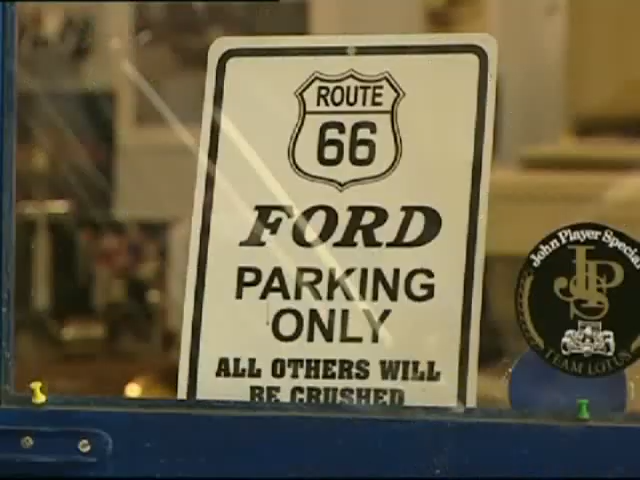 ROUTE
66
FORD
PARKING
ONLY
ALL OTHERS WILL
BE CRUSHED
John Player Special
JPS
TEAM LOTUS